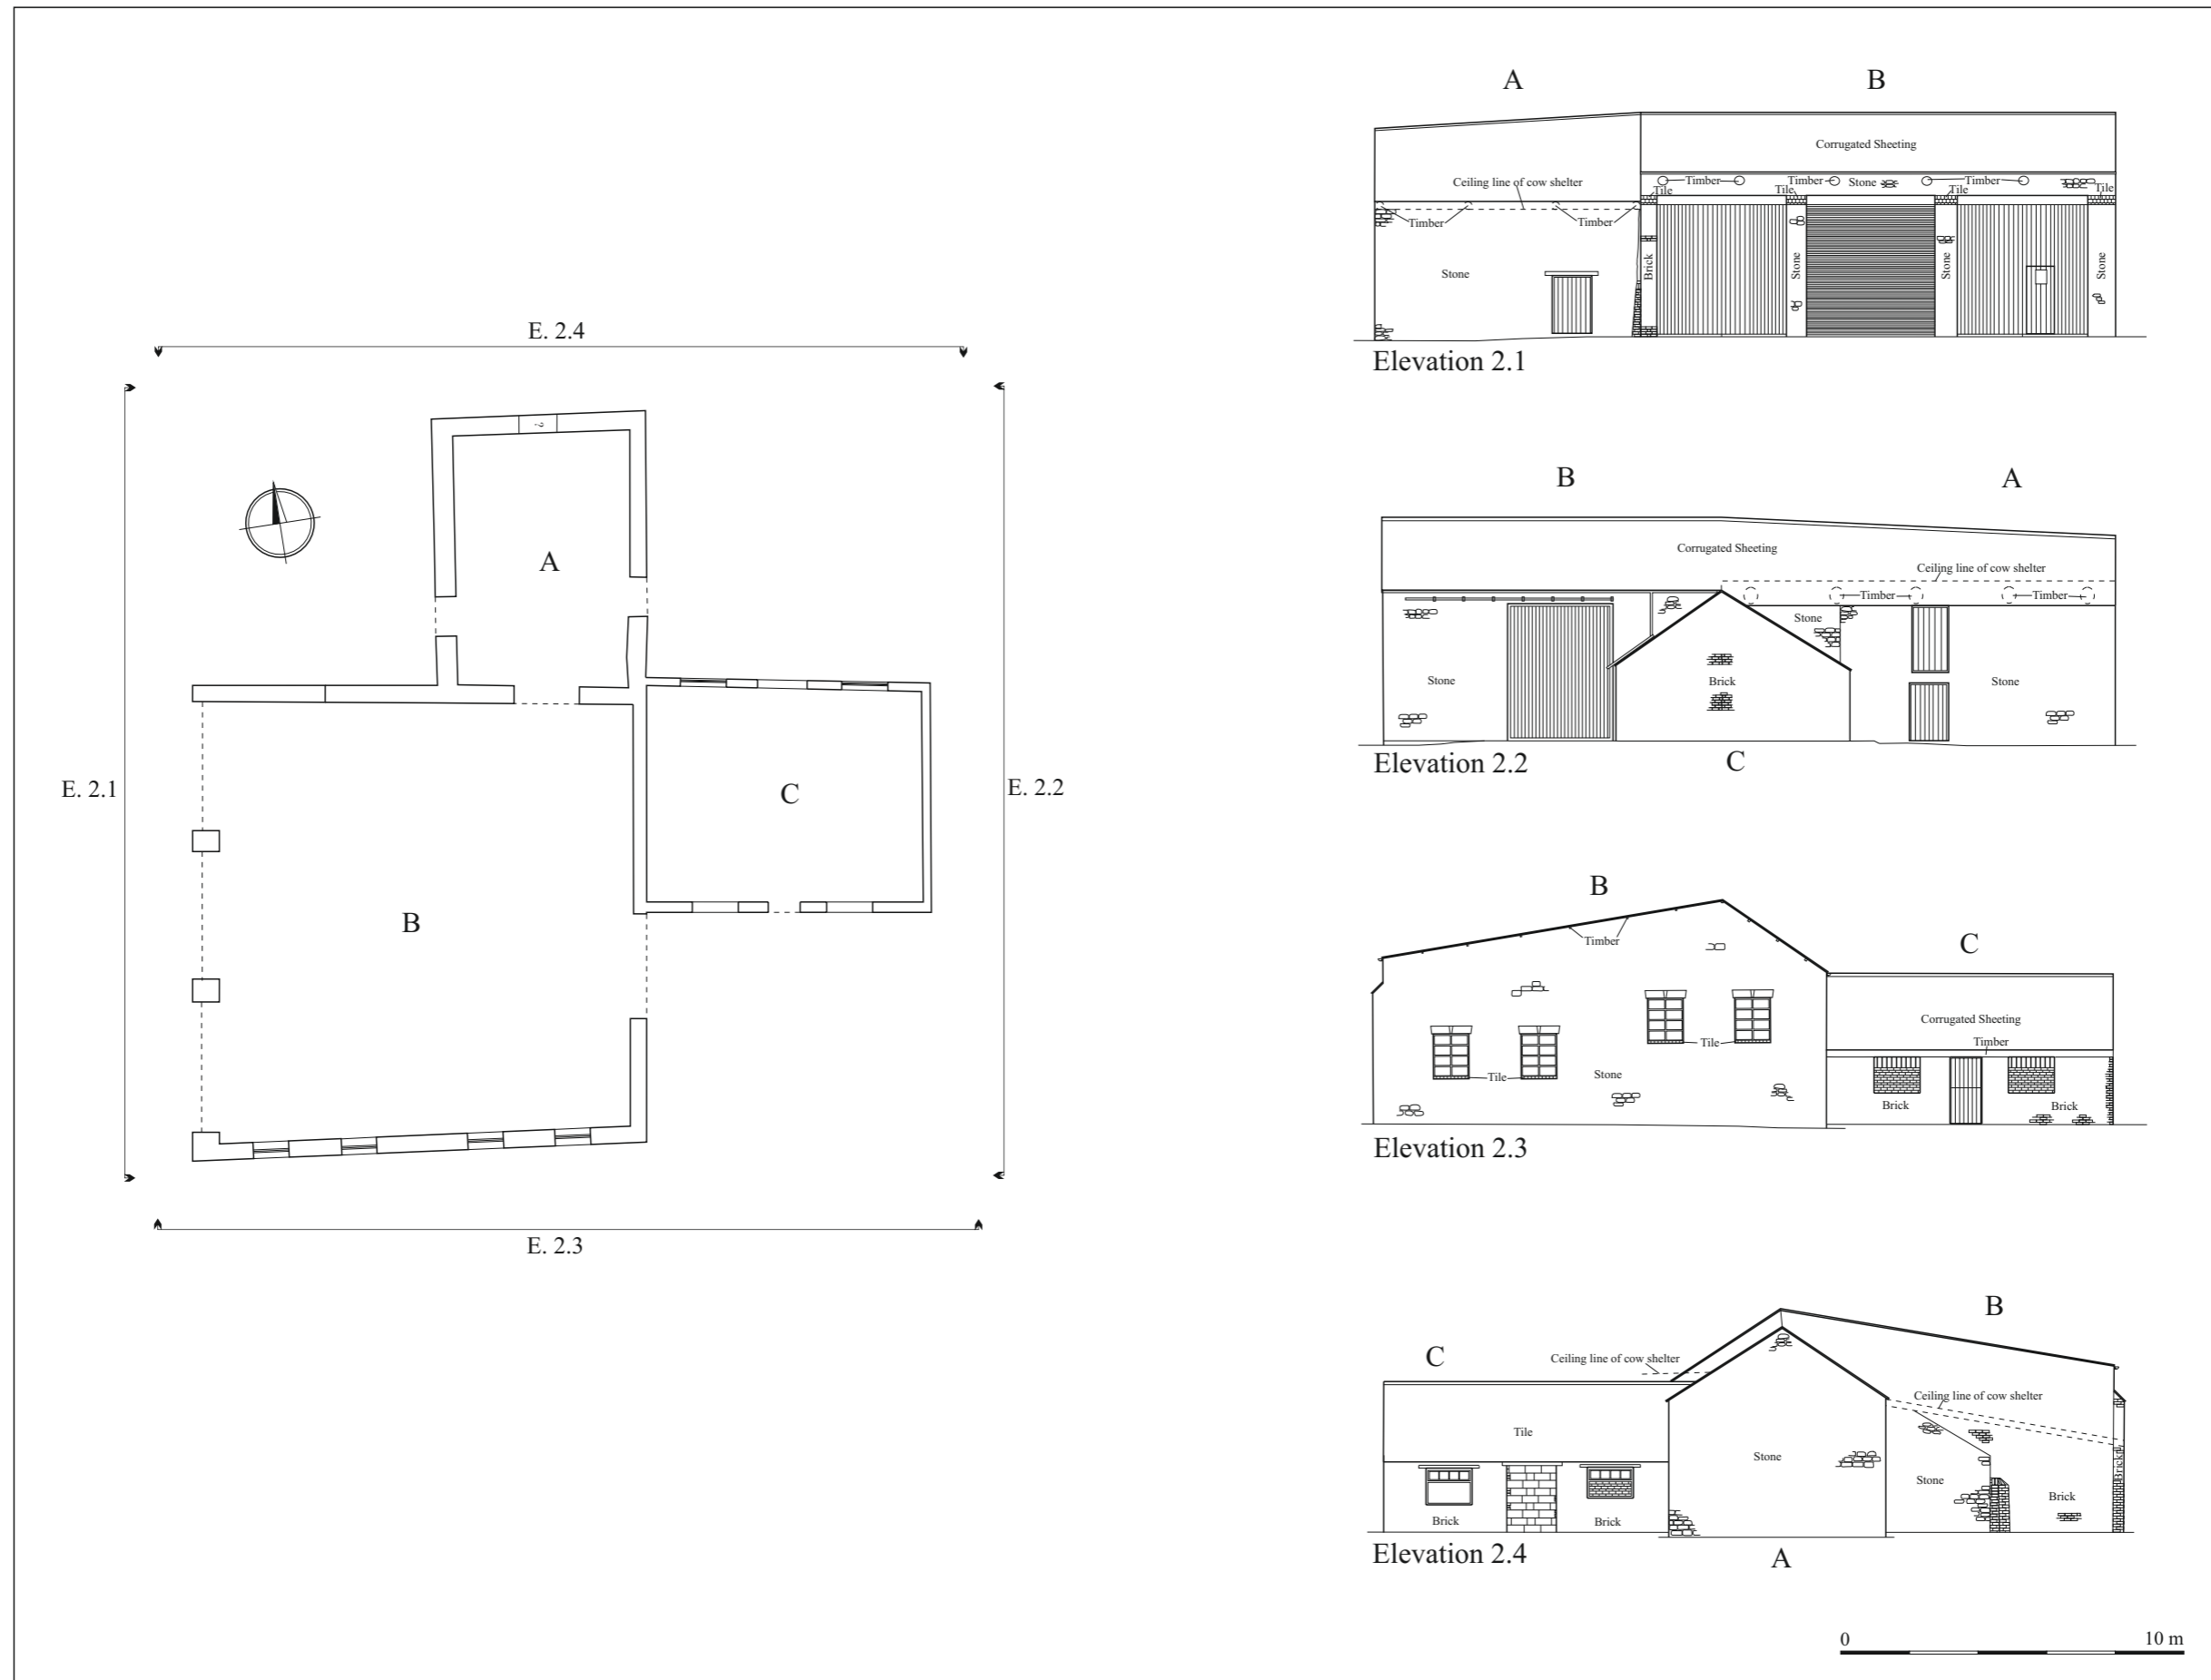 E. 2.4
?
A
E. 2.1
C
E. 2.2
B
E. 2.3
A B
Corrugated Sheeting
Ceiling line of cow shelter
Timber Timber Stone Timber
Tile Tile Tile Tile
Timber Timber
Stone Brick Stone Stone Stone
Elevation 2.1
B A
Corrugated Sheeting
Ceiling line of cow shelter
Timber Timber
Stone
Stone Brick Stone
Elevation 2.2
C
B
C
Timber
Corrugated Sheeting
Tile
Timber
Tile Stone
Brick Brick
Elevation 2.3
B
C
Ceiling line of cow shelter
Ceiling line of cow shelter
Tile
Stone
Stone
Brick
Brick
Brick Brick
Elevation 2.4
A
0 10 m